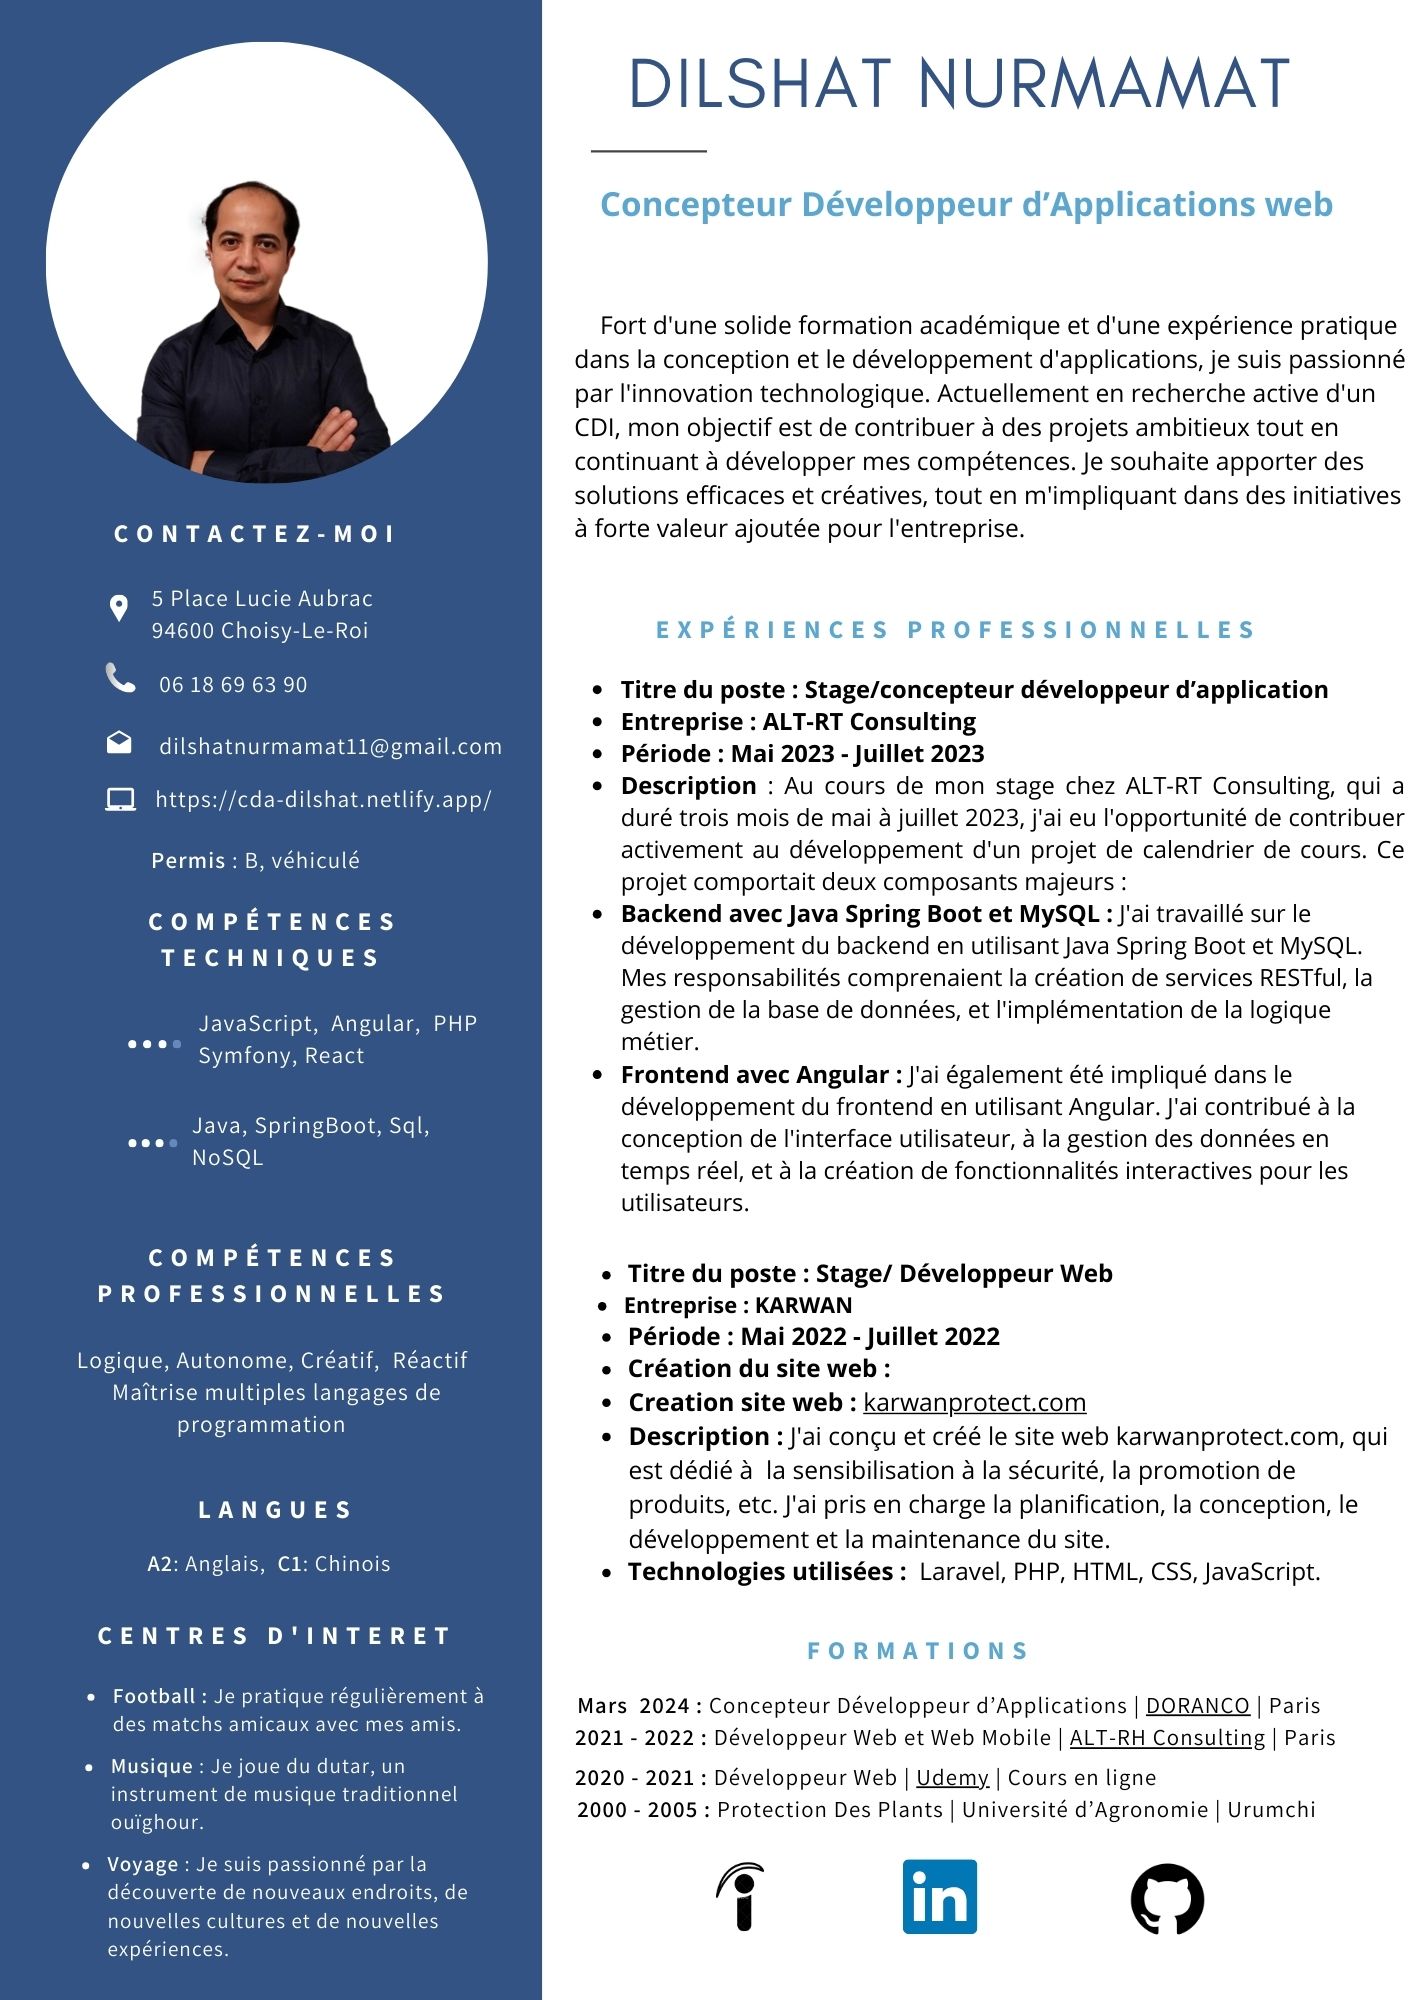 DILSHAT NURMAMAT
Concepteur Développeur d’Applications web
Fort d'une solide formation académique et d'une expérience pratique
dans la conception et le développement d'applications, je suis passionné
par l'innovation technologique. Actuellement en recherche active d'un
CDI, mon objectif est de contribuer à des projets ambitieux tout en
continuant à développer mes compétences. Je souhaite apporter des
solutions efficaces et créatives, tout en m'impliquant dans des initiatives
à forte valeur ajoutée pour l'entreprise.
CONTACTEZ-MOI
5 Place Lucie Aubrac
94600 Choisy-Le-Roi
06 18 69 63 90
dilshatnurmamat11@gmail.com
https://cda-dilshat.netlify.app/
Permis : B, véhiculé
COMPÉTENCES
TECHNIQUES
JavaScript, Angular, PHP
Symfony, React
Java, SpringBoot, Sql,
NoSQL
COMPÉTENCES
PROFESSIONNELLES
Logique, Autonome, Créatif, Réactif
Maîtrise multiples langages de
programmation
LANGUES
A2: Anglais, C1: Chinois
CENTRES D'INTERET
• Football : Je pratique régulièrement à
des matchs amicaux avec mes amis.
• Musique : Je joue du dutar, un
instrument de musique traditionnel
ouïghour.
• Voyage : Je suis passionné par la
découverte de nouveaux endroits, de
nouvelles cultures et de nouvelles
expériences.
EXPÉRIENCES PROFESSIONNELLES
• Titre du poste : Stage/concepteur développeur d’application
• Entreprise : ALT-RT Consulting
• Période : Mai 2023 - Juillet 2023
• Description : Au cours de mon stage chez ALT-RT Consulting, qui a
duré trois mois de mai à juillet 2023, j'ai eu l'opportunité de contribuer
activement au développement d'un projet de calendrier de cours. Ce
projet comportait deux composants majeurs :
• Backend avec Java Spring Boot et MySQL : J'ai travaillé sur le
développement du backend en utilisant Java Spring Boot et MySQL.
Mes responsabilités comprenaient la création de services RESTful, la
gestion de la base de données, et l'implémentation de la logique
métier.
• Frontend avec Angular : J'ai également été impliqué dans le
développement du frontend en utilisant Angular. J'ai contribué à la
conception de l'interface utilisateur, à la gestion des données en
temps réel, et à la création de fonctionnalités interactives pour les
utilisateurs.
• Titre du poste : Stage/ Développeur Web
• Entreprise : KARWAN
• Période : Mai 2022 - Juillet 2022
• Création du site web :
• Creation site web : karwanprotect.com
• Description : J'ai conçu et créé le site web karwanprotect.com, qui
est dédié à la sensibilisation à la sécurité, la promotion de
produits, etc. J'ai pris en charge la planification, la conception, le
développement et la maintenance du site.
• Technologies utilisées : Laravel, PHP, HTML, CSS, JavaScript.
FORMATIONS
Mars 2024 : Concepteur Développeur d’Applications | DORANCO | Paris
2021 - 2022 : Développeur Web et Web Mobile | ALT-RH Consulting | Paris
2020 - 2021 : Développeur Web | Udemy | Cours en ligne
2000 - 2005 : Protection Des Plants | Université d’Agronomie | Urumchi
in